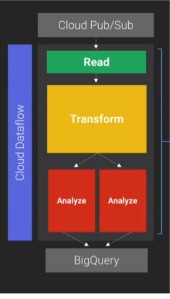 Cloud Pub/Sub
Read
Cloud Dataflow
Transform
Analyze
Analyze
BigQuery